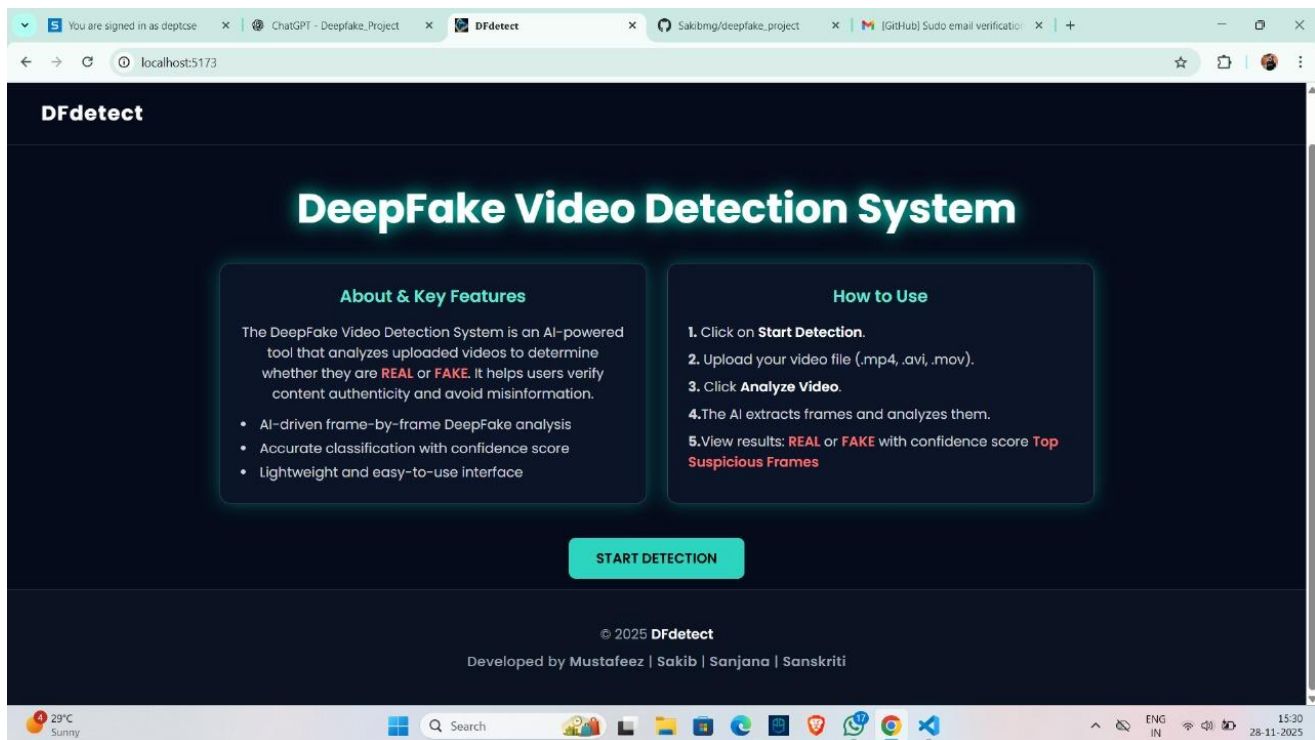 You are signed in as deptcse
ChatGPT - Deepfake_Project
DFdetect
Sakibmg/deepfake_project
[GitHub] Sudo email verification
localhost:5173
DFdetect
DeepFake Video Detection System
About & Key Features
The DeepFake Video Detection System is an AI-powered
tool that analyzes uploaded videos to determine
whether they are REAL or FAKE. It helps users verify
content authenticity and avoid misinformation.
• AI-driven frame-by-frame DeepFake analysis
• Accurate classification with confidence score
• Lightweight and easy-to-use interface
How to Use
1. Click on Start Detection.
2. Upload your video file (.mp4, .avi, .mov).
3. Click Analyze Video.
4.The AI extracts frames and analyzes them.
5.View results: REAL or FAKE with confidence score Top
Suspicious Frames
START DETECTION
© 2025 DFdetect
Developed by Mustafeez | Sakib | Sanjana | Sanskriti
4
29°C
Sunny
Search
17
ENG
IN
15:30
28-11-2025